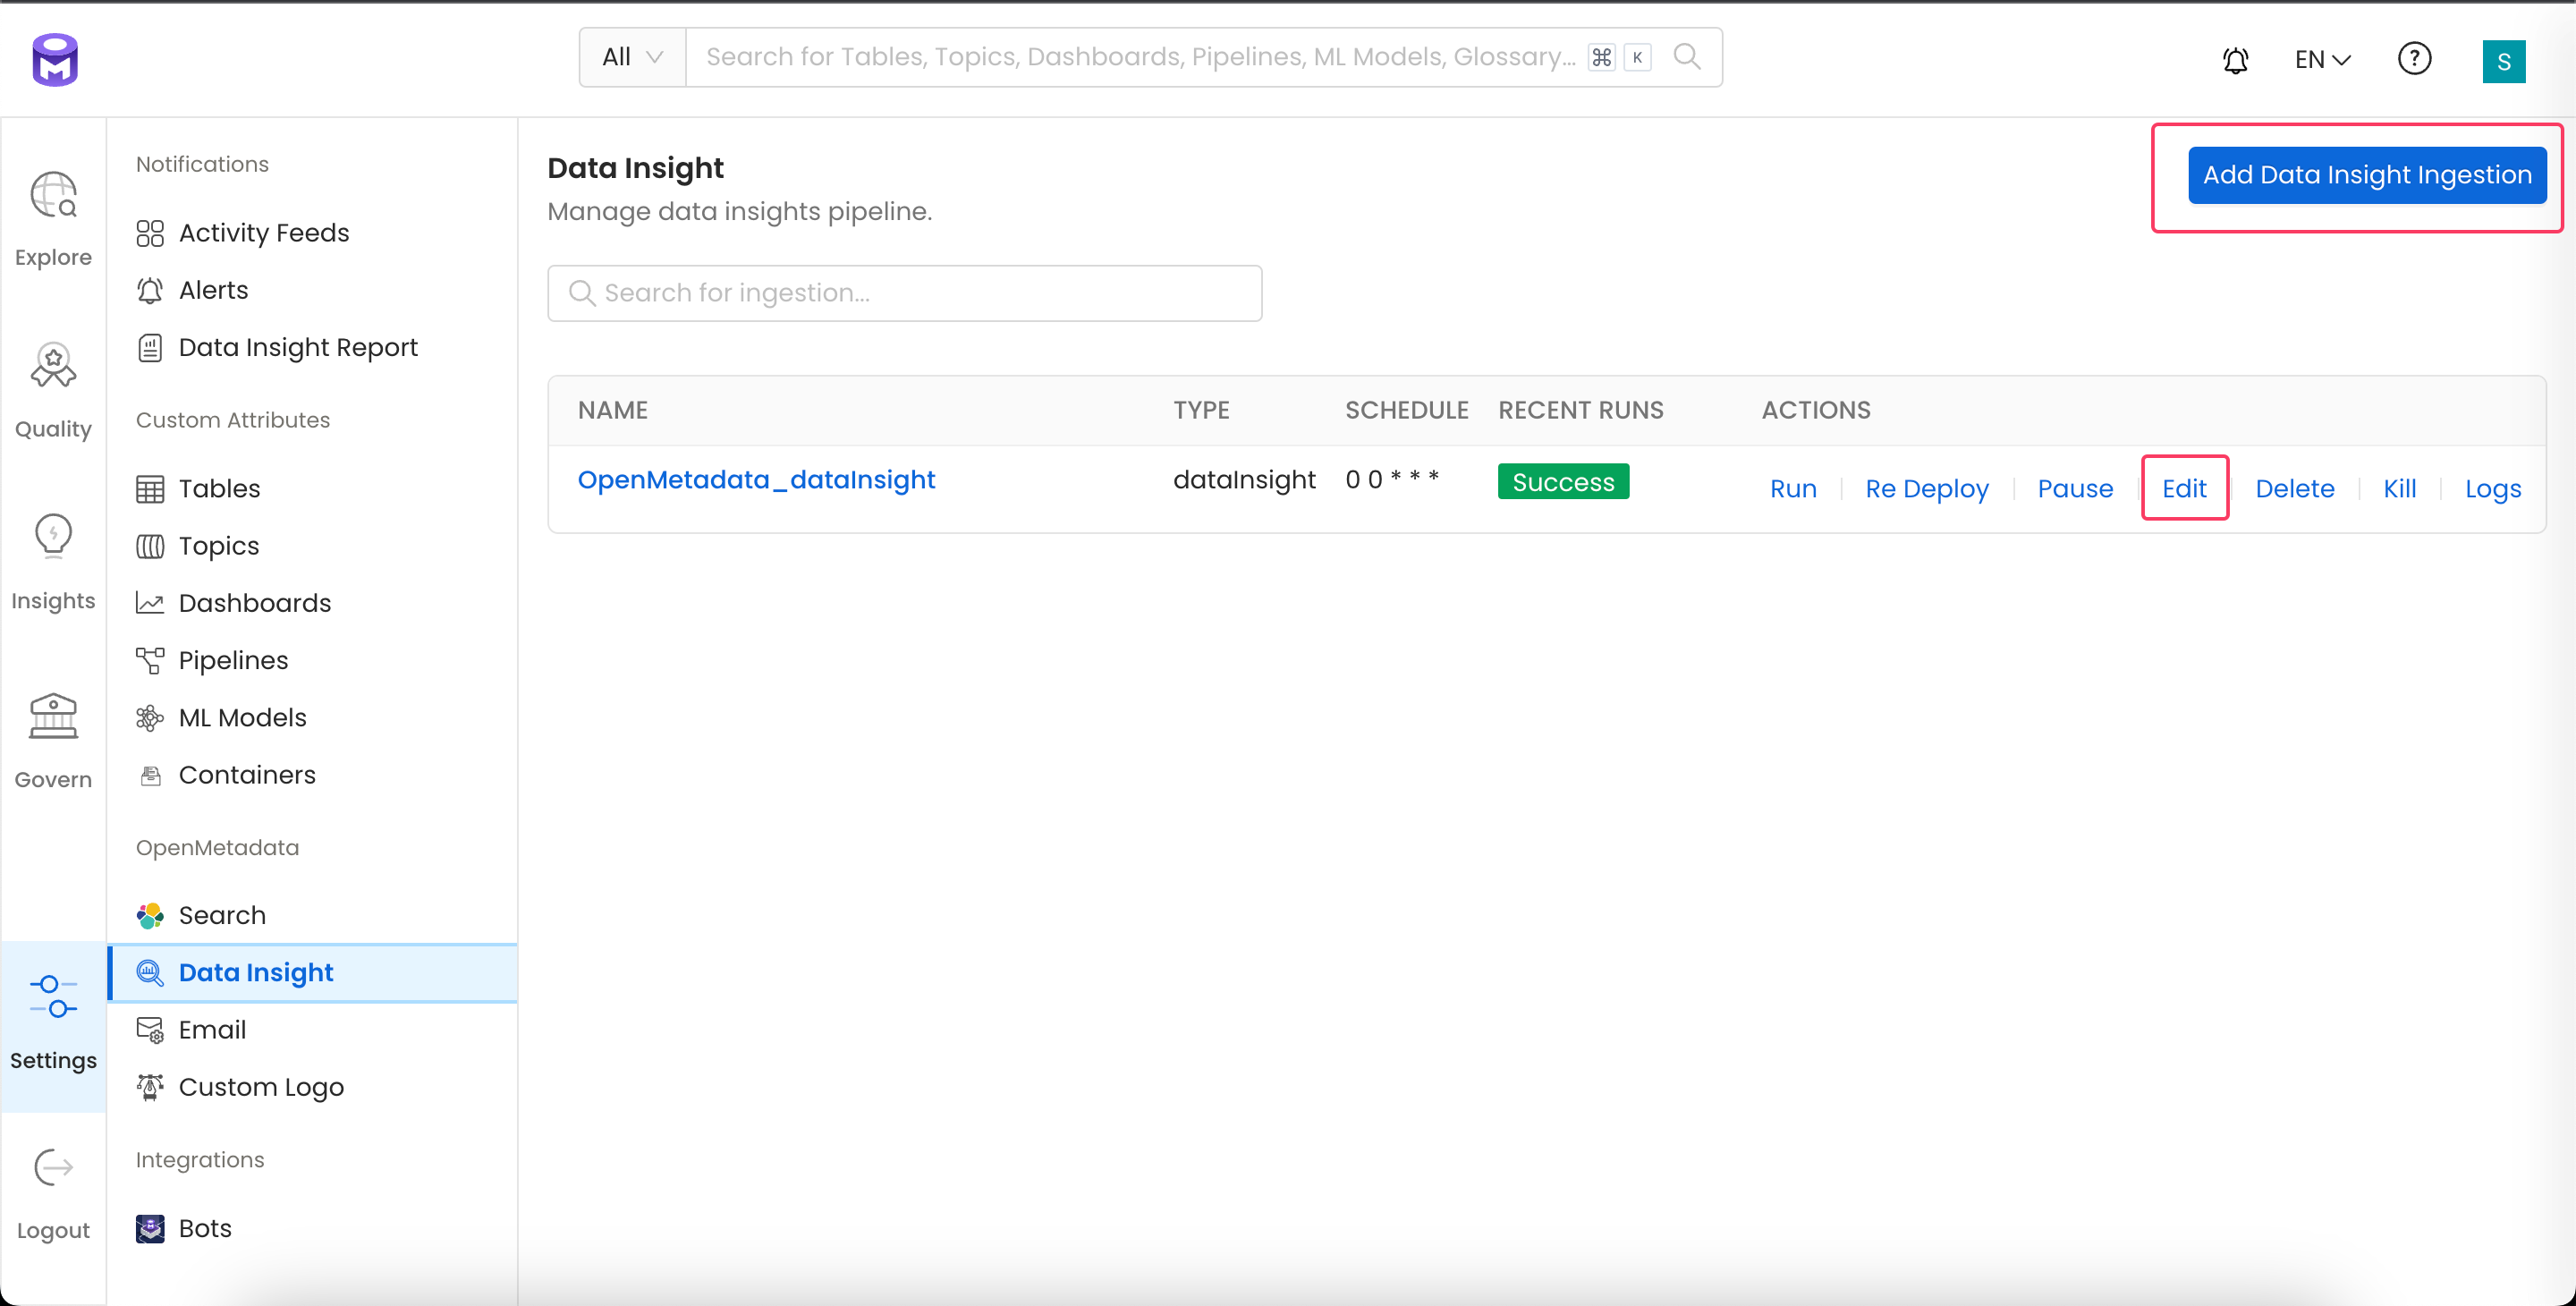 All
Search for Tables, Topics, Dashboards, Pipelines, ML Models, Glossary...
⌘ K
EN
?
S
Explore
Quality
Insights
Govern
Settings
Logout
Notifications
Activity Feeds
Alerts
Data Insight Report
Custom Attributes
Tables
Topics
Dashboards
Pipelines
ML Models
Containers
OpenMetadata
Search
Data Insight
Email
Custom Logo
Integrations
Bots
Data Insight
Manage data insights pipeline.
Add Data Insight Ingestion
Search for ingestion...
NAME TYPE SCHEDULE RECENT RUNS ACTIONS
OpenMetadata_dataInsight dataInsight 0 0 * * * Success Run Re Deploy Pause Edit Delete Kill Logs